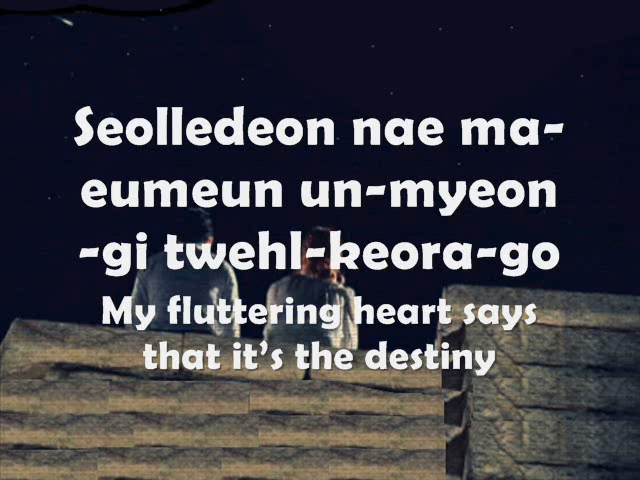 Seolledeon nae ma-
eumeun un-myeon
-gi twehl-keora-go
My fluttering heart says
that it's the destiny